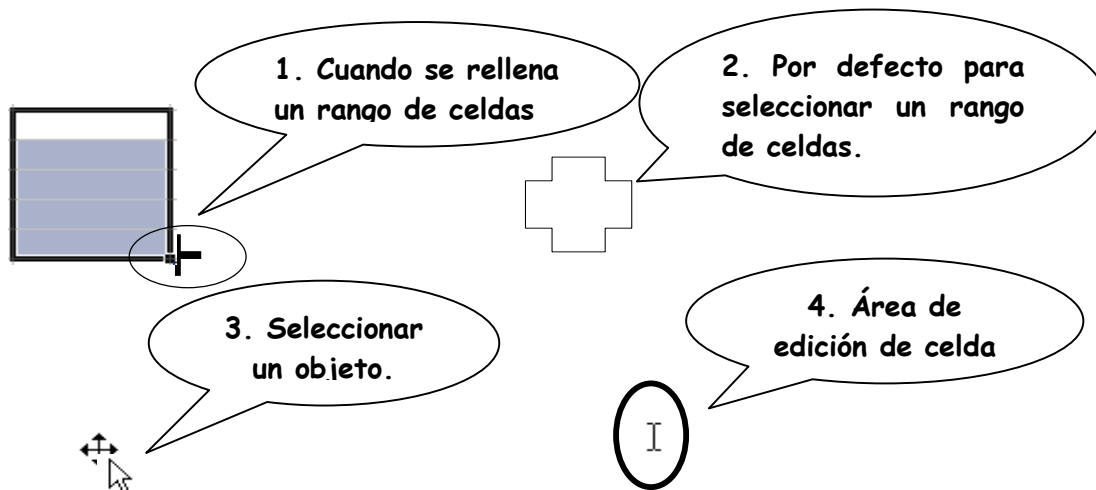 1. Cuando se rellena
un rango de celdas
2. Por defecto para
seleccionar un rango
de celdas.
3. Seleccionar
un objeto.
4. Área de
edición de celda